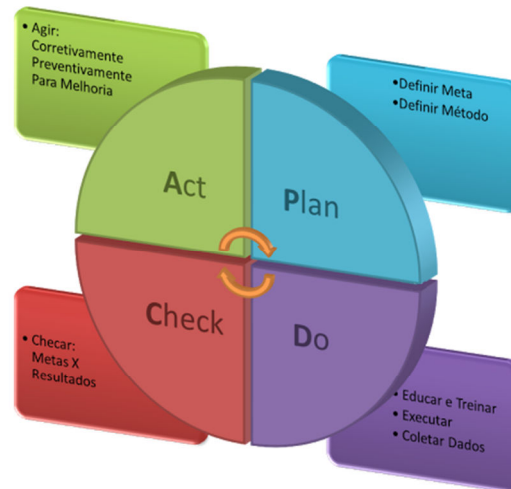 • Agir:
Corretivamente
Preventivamente
Para Melhoria
•Definir Meta
•Definir Método
Act
Plan
Check
Do
• Checar:
Metas X
Resultados
• Educar e Treinar
• Executar
• Coletar Dados